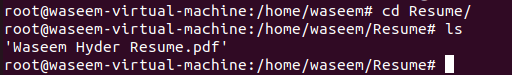 root@waseem-virtual-machine:/home/waseem# cd Resume/
root@waseem-virtual-machine:/home/waseem/Resume# ls
'Waseem Hyder Resume.pdf'
root@waseem-virtual-machine:/home/waseem/Resume#